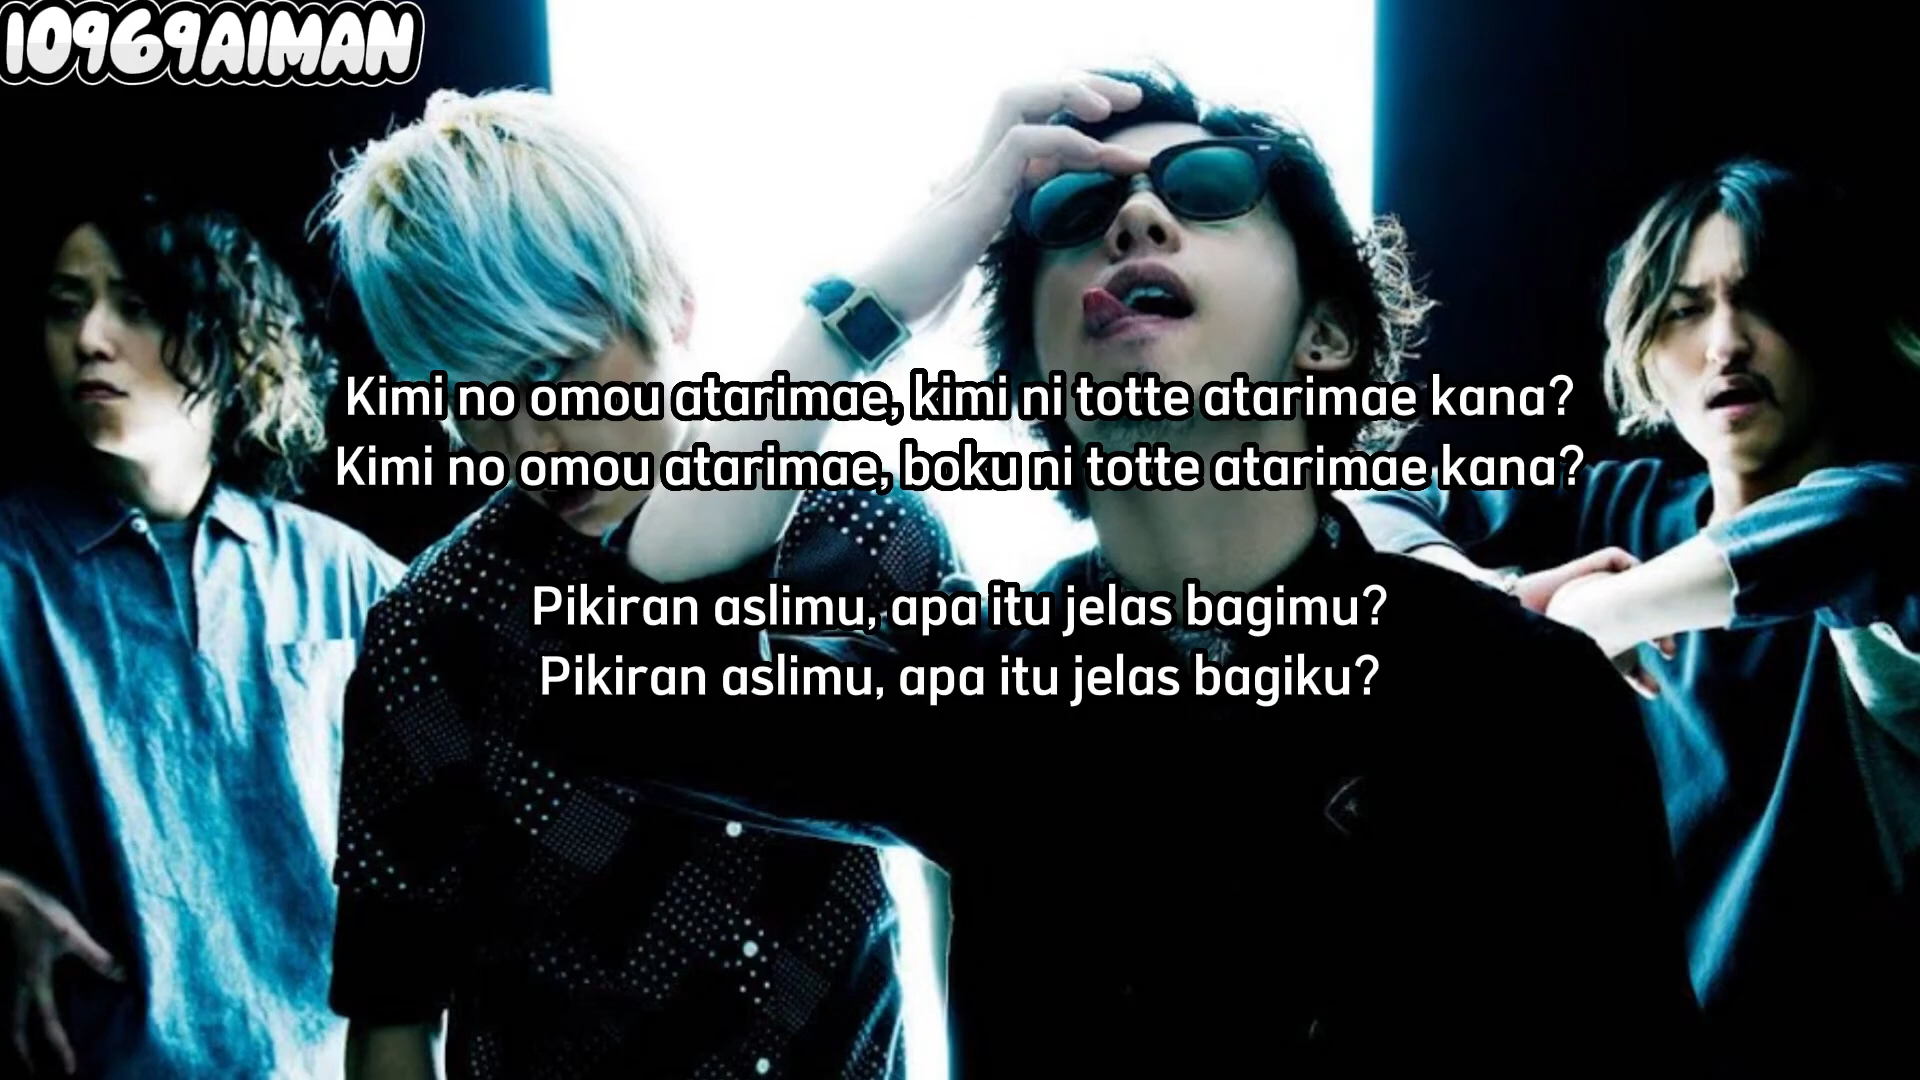 10969AIMAN
Kimi no omou atarimae, kimi ni totte atarimae kana?
Kimi no omou atarimae, boku ni totte atarimae kana?
Pikiran aslimu, apa itu jelas bagimu?
Pikiran aslimu, apa itu jelas bagiku?